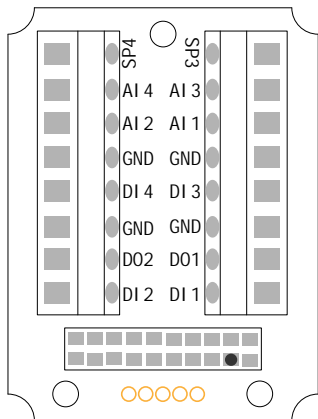 SP4 SP3
AI4 AI3
AI2 AI1
GND GND
DI4 DI3
GND GND
DO2 DO1
DI2 DI1